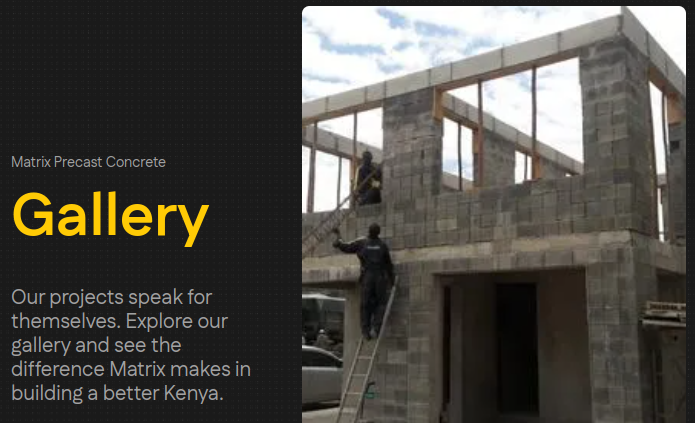 Matrix Precast Concrete
Gallery
Our projects speak for
themselves. Explore our
gallery and see the
difference Matrix makes in
building a better Kenya.